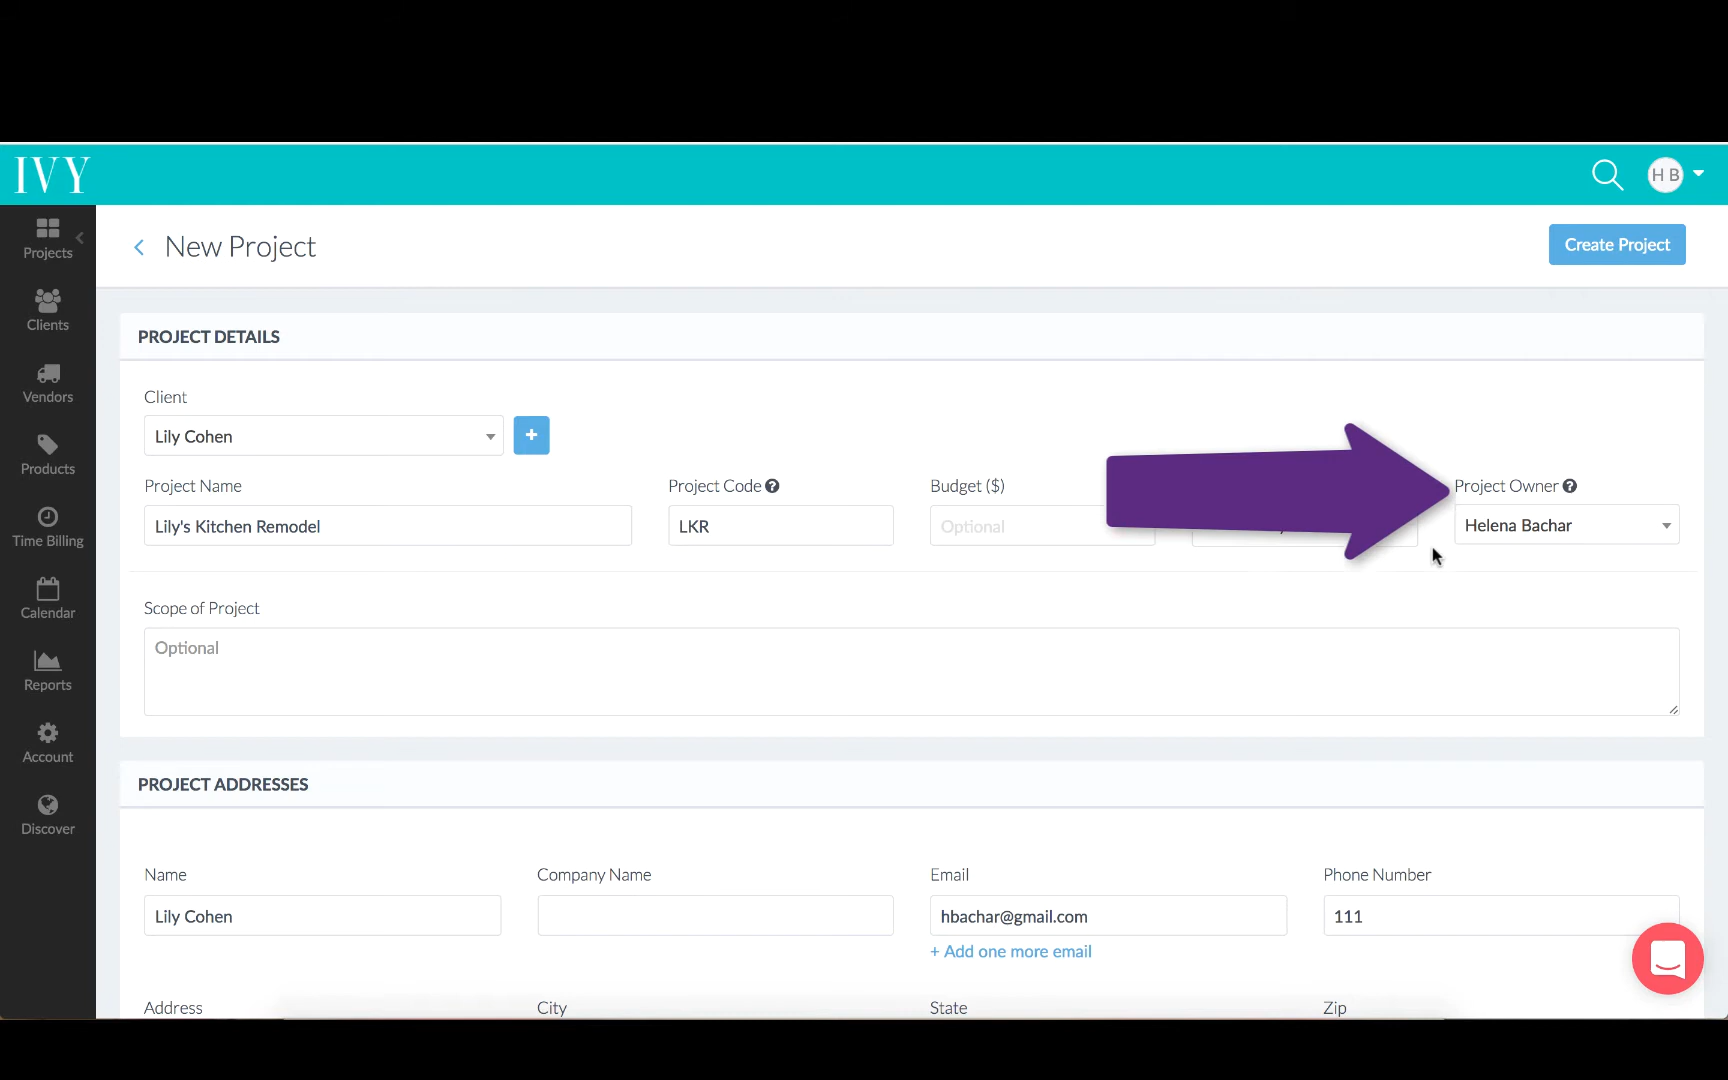 IVY
H B
Projects
Clients
Vendors
Products
Time Billing
Calendar
Reports
Account
Discover
New Project
Create Project
PROJECT DETAILS
Client
Lily Cohen
+
Project Name
Project Code ?
Budget ($)
Project Owner ?
Lily's Kitchen Remodel
LKR
Optional
Helena Bachar
Scope of Project
Optional
PROJECT ADDRESSES
Name
Company Name
Email
Phone Number
Lily Cohen
hbachar@gmail.com
111
+ Add one more email
Address
City
State
Zip